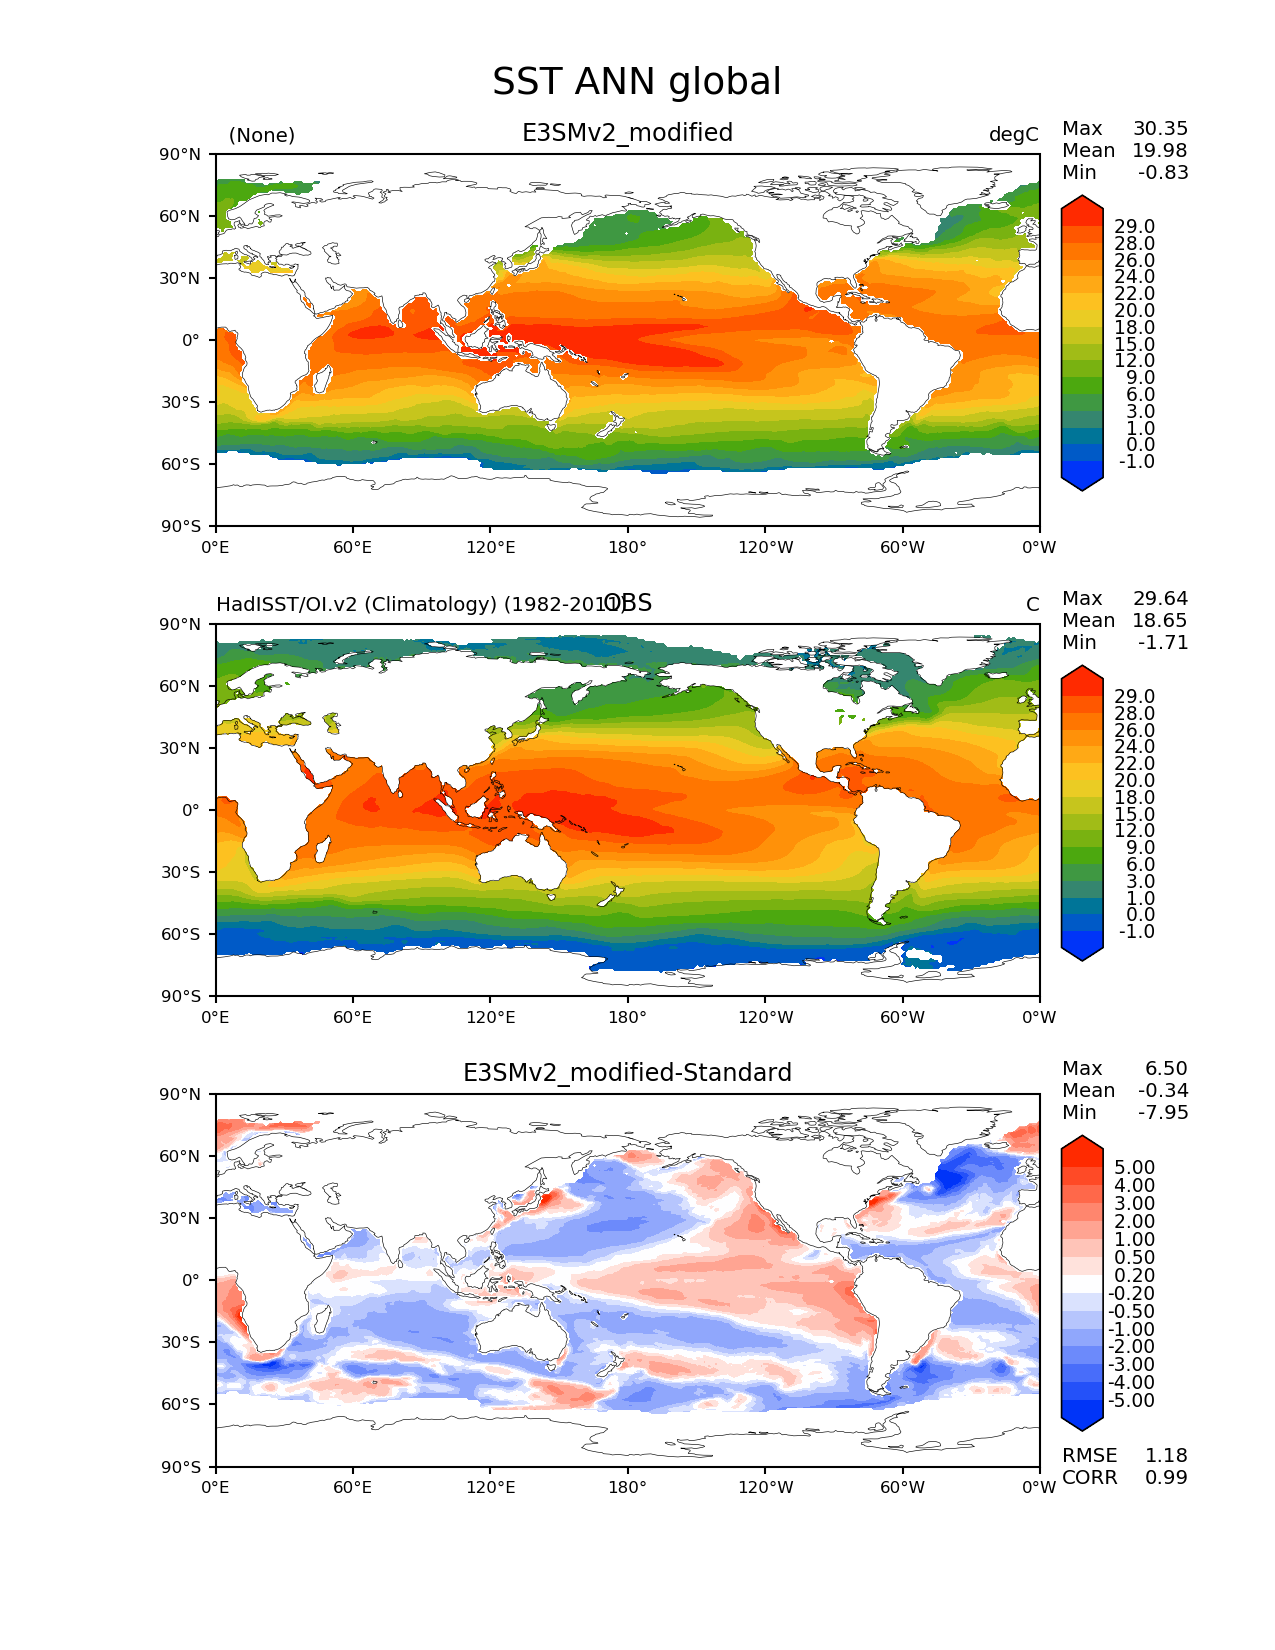 SST ANN global
(None) E3SMv2_modified degC
Max 30.35
Mean 19.98
Min -0.83
90°N
60°N
30°N
0°
30°S
60°S
90°S
0°E 60°E 120°E 180° 120°W 60°W 0°W
29.0
28.0
26.0
24.0
22.0
20.0
18.0
15.0
12.0
9.0
6.0
3.0
1.0
0.0
-1.0
HadISST/OI.v2 (Climatology) (1982-2011) OBS C
Max 29.64
Mean 18.65
Min -1.71
90°N
60°N
30°N
0°
30°S
60°S
90°S
0°E 60°E 120°E 180° 120°W 60°W 0°W
29.0
28.0
26.0
24.0
22.0
20.0
18.0
15.0
12.0
9.0
6.0
3.0
1.0
0.0
-1.0
E3SMv2_modified-Standard
Max 6.50
Mean -0.34
Min -7.95
90°N
60°N
30°N
0°
30°S
60°S
90°S
0°E 60°E 120°E 180° 120°W 60°W 0°W
5.00
4.00
3.00
2.00
1.00
0.50
0.20
-0.20
-0.50
-1.00
-2.00
-3.00
-4.00
-5.00
RMSE 1.18
CORR 0.99